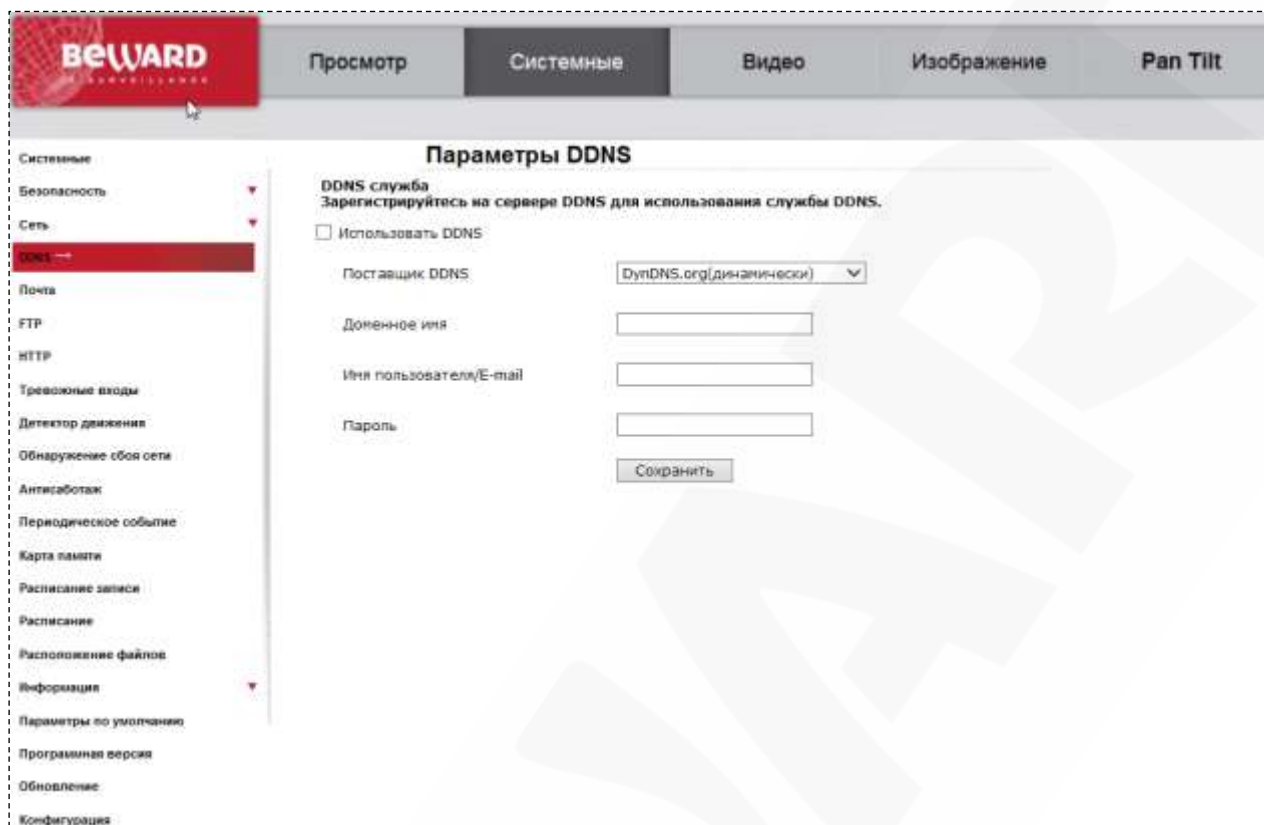 BEWARD
Просмотр
Системные
Видео
Изображение
Pan Tilt
Системные
Безопасность
Сеть
DDNS
Почта
FTP
HTTP
Тревожные входы
Детектор движения
Обнаружение сбоя сети
Антисаботаж
Периодическое событие
Карта памяти
Расписание записи
Расписание
Расположение файлов
Информация
Параметры по умолчанию
Программная версия
Обновление
Конфигурация
Параметры DDNS
DDNS служба
Зарегистрируйтесь на сервере DDNS для использования службы DDNS.
Использовать DDNS
Поставщик DDNS
DynDNS.org(динамически)
Доменное имя
Имя пользователя/E-mail
Пароль
Сохранить